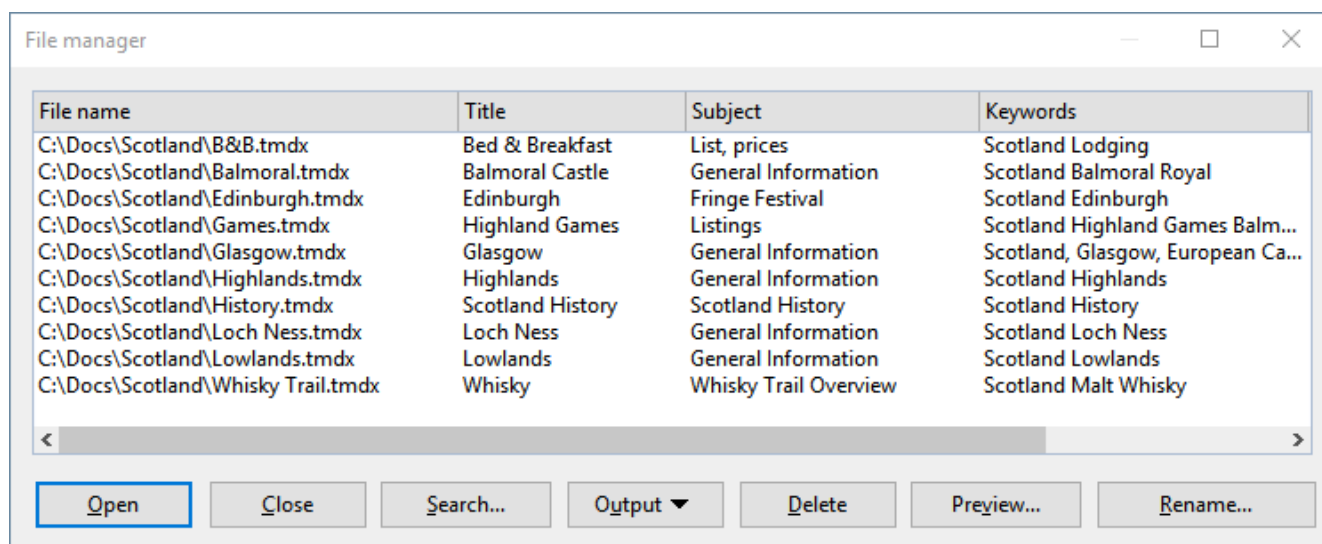 File manager
File name Title Subject Keywords
C:\Docs\Scotland\B&B.tmdx Bed & Breakfast List, prices Scotland Lodging
C:\Docs\Scotland\Balmoral.tmdx Balmoral Castle General Information Scotland Balmoral Royal
C:\Docs\Scotland\Edinburgh.tmdx Edinburgh Fringe Festival Scotland Edinburgh
C:\Docs\Scotland\Games.tmdx Highland Games Listings Scotland Highland Games Balm...
C:\Docs\Scotland\Glasgow.tmdx Glasgow General Information Scotland, Glasgow, European Ca...
C:\Docs\Scotland\Highlands.tmdx Highlands General Information Scotland Highlands
C:\Docs\Scotland\History.tmdx Scotland History Scotland History Scotland History
C:\Docs\Scotland\Loch Ness.tmdx Loch Ness General Information Scotland Loch Ness
C:\Docs\Scotland\Lowlands.tmdx Lowlands General Information Scotland Lowlands
C:\Docs\Scotland\Whisky Trail.tmdx Whisky Whisky Trail Overview Scotland Malt Whisky
Open Close Search... Output Delete Preview... Rename...